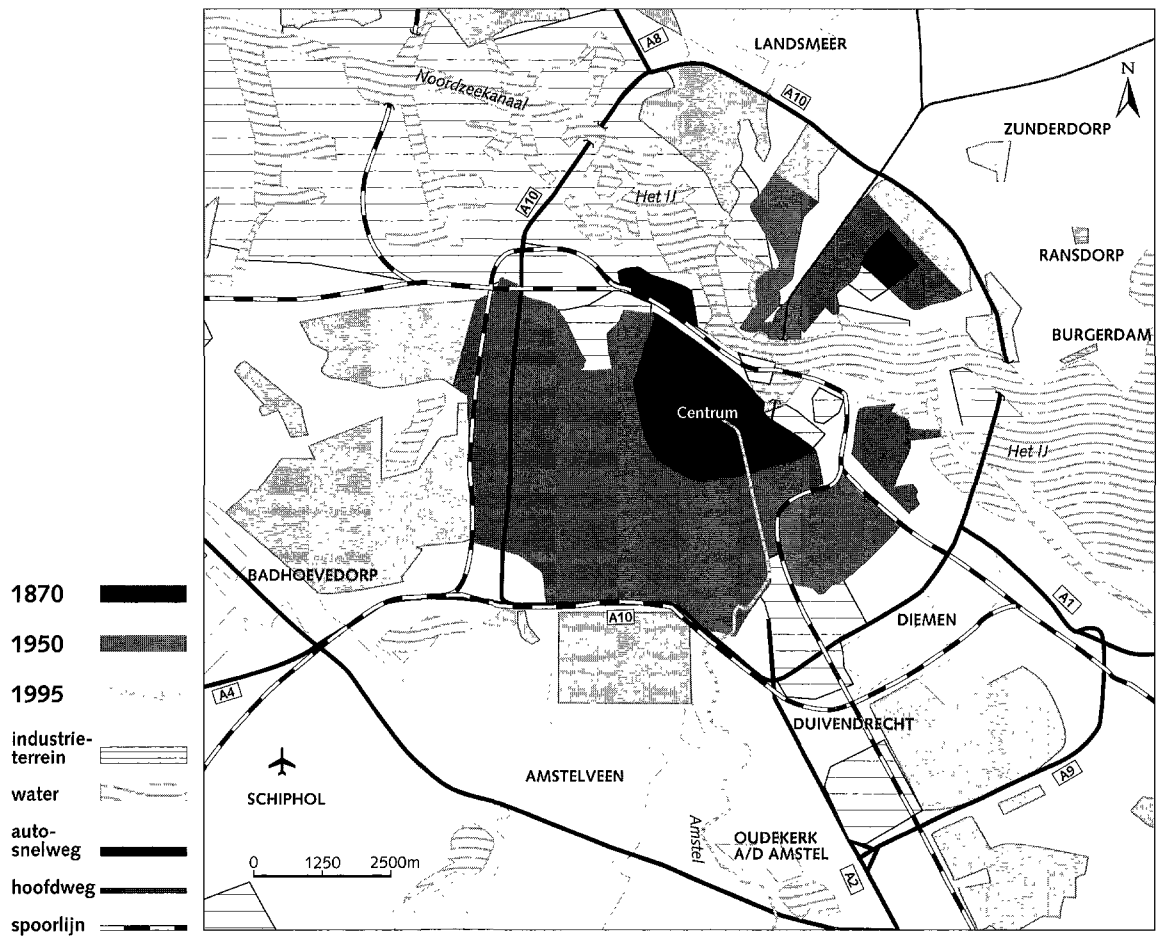 A8
LANDSMEER
N
Noordzeekanaal
A10
ZUNDERDORP
Het IJ
A10
RANSDORP
BURGERDAM
Centrum
Het IJ
BADHOEVEDORP
A10
A1
DIEMEN
A4
DUIVENDRECHT
AMSTELVEEN
A9
SCHIPHOL
Amstel
OUDEKERK
A/D AMSTEL
0 1250 2500m
A2
1870
1950
1995
industrie-
terrein
water
auto-
snelweg
hoofdweg
spoorlijn